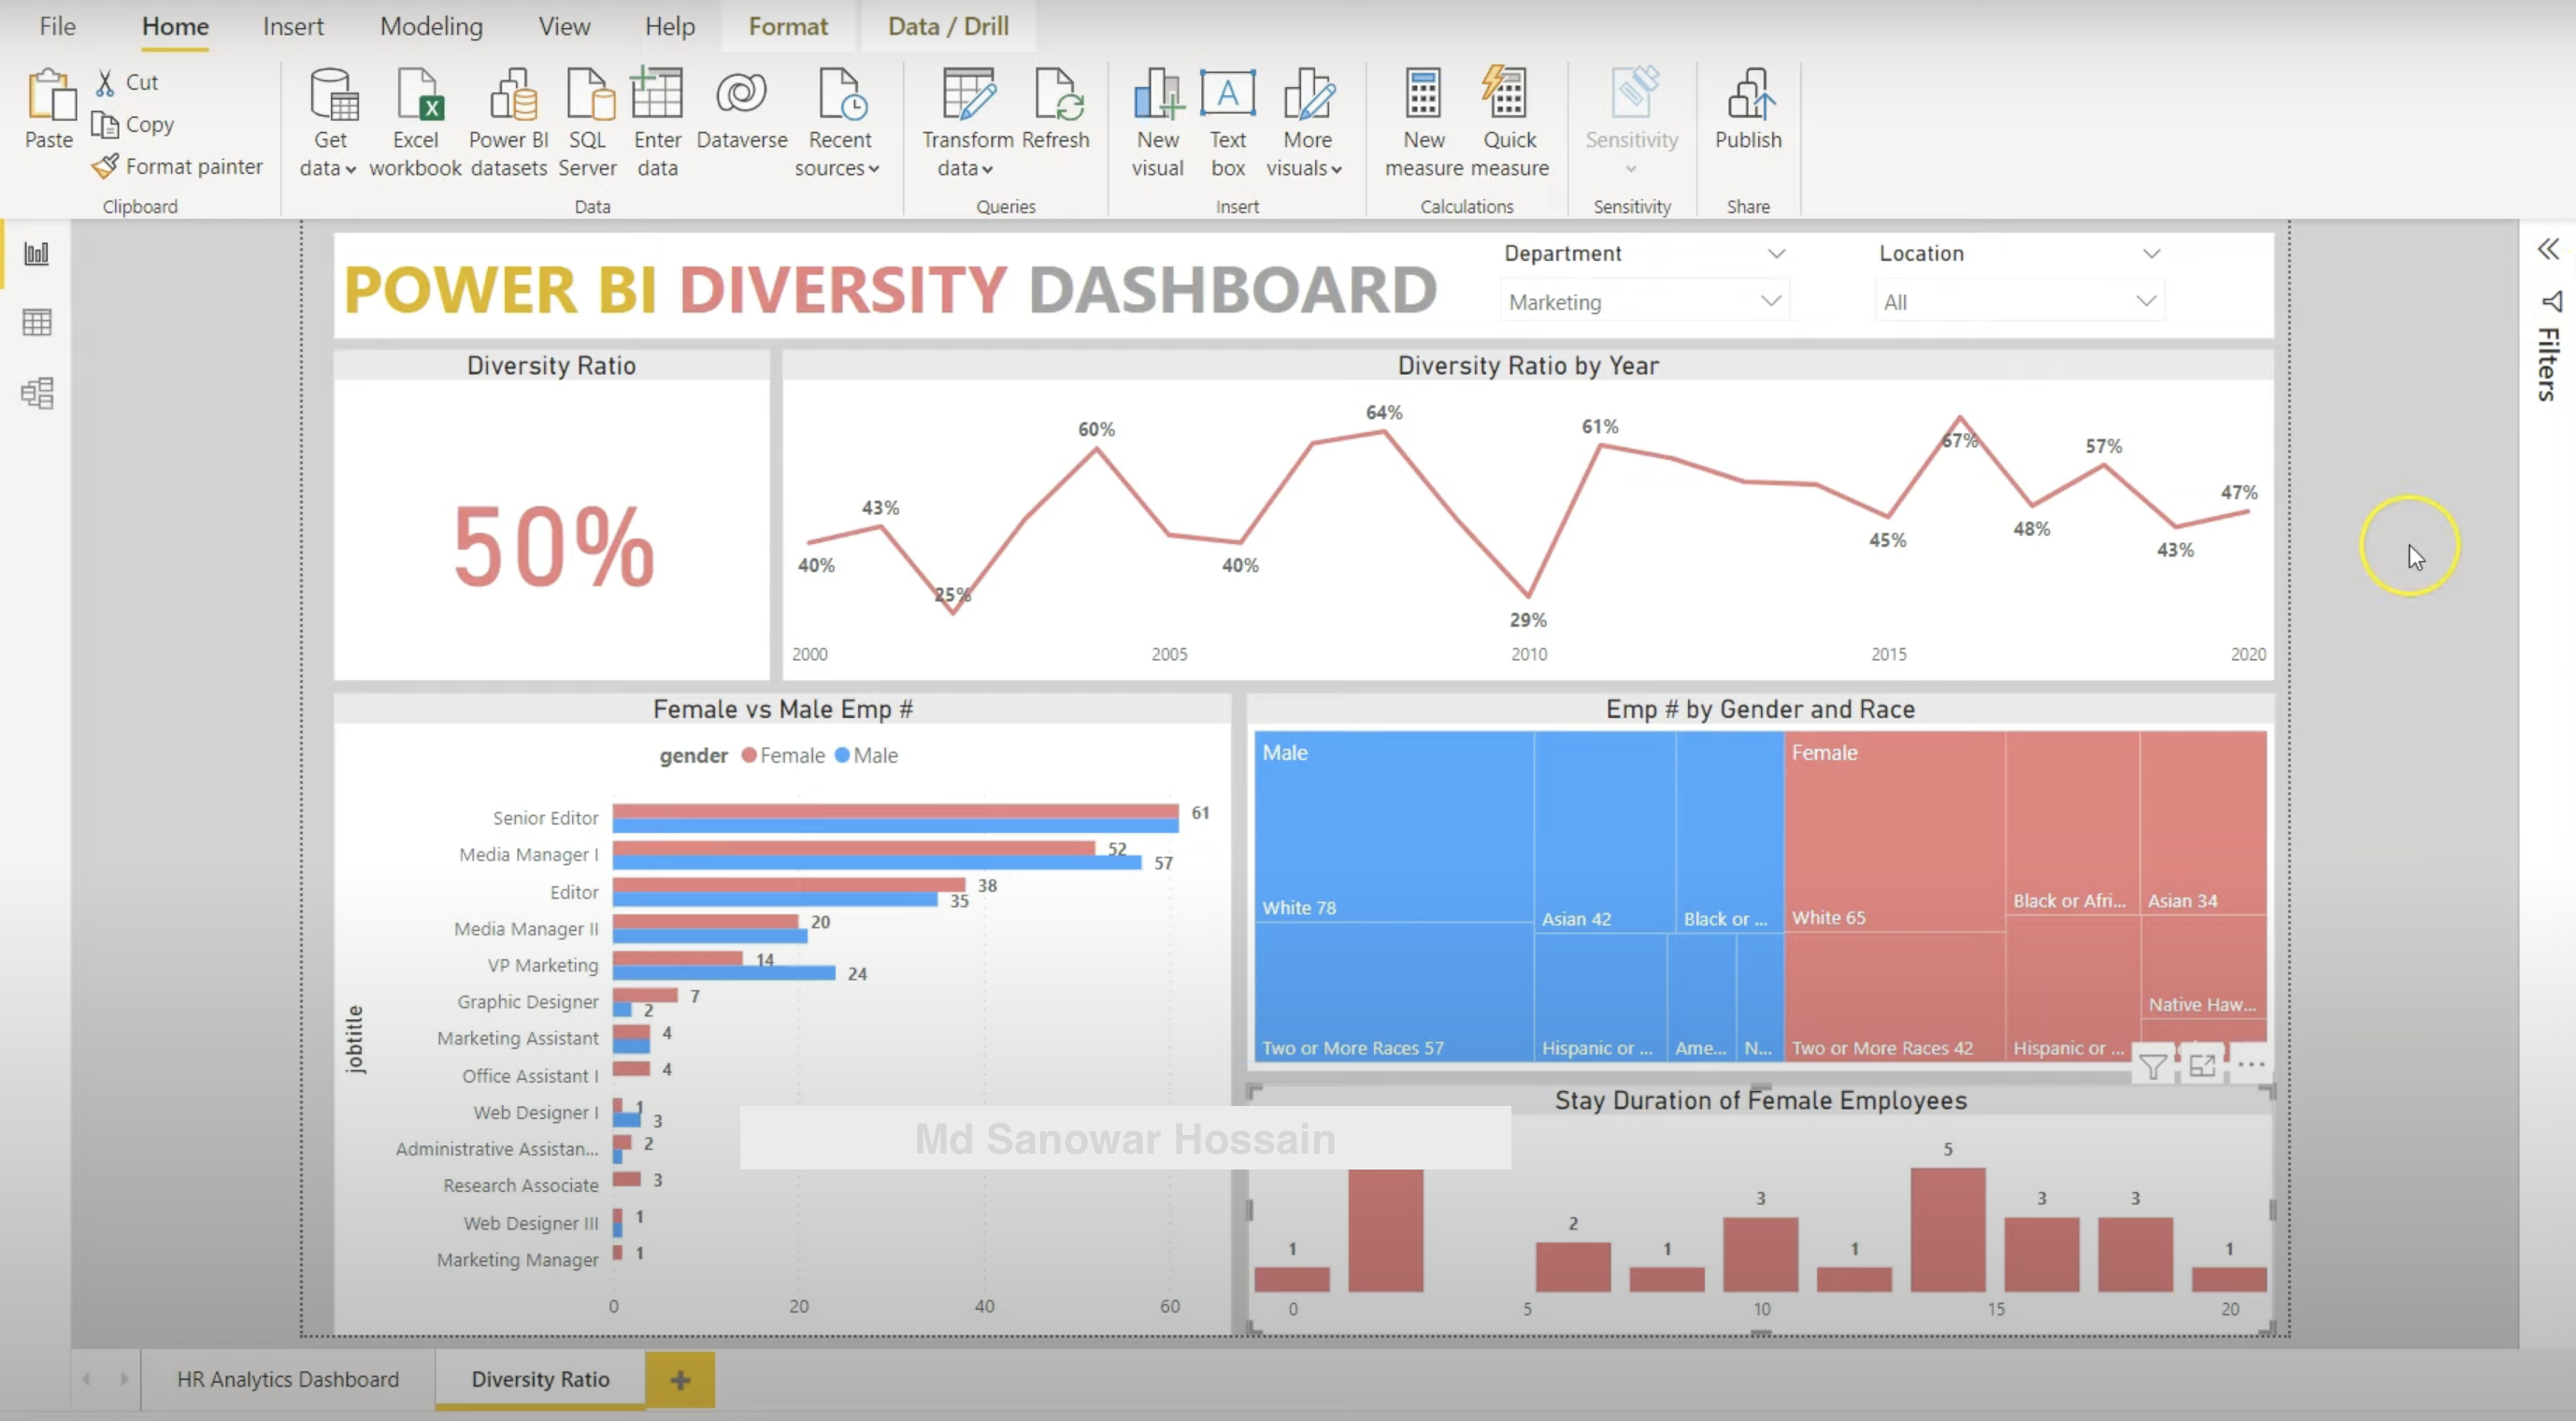 File Home Insert Modeling View Help Format Data / Drill
Paste
Cut
Copy
Format painter
Clipboard
Get data
Excel workbook
Power BI datasets
SQL Server
Enter data
Dataverse
Recent sources
Data
Transform data
Refresh
Queries
New visual
Text box
More visuals
Insert
New measure
Quick measure
Calculations
Sensitivity
Sensitivity
Publish
Share
POWER BI DIVERSITY DASHBOARD
Department
Marketing
Location
All
Filters
Diversity Ratio
50%
Diversity Ratio by Year
40% 43% 25% 60% 40% 64% 29% 61% 45% 67% 48% 57% 43% 47%
2000 2005 2010 2015 2020
Female vs Male Emp #
gender Female Male
jobtitle
Senior Editor 61
Media Manager I 52 57
Editor 38 35
Media Manager II 20
VP Marketing 14 24
Graphic Designer 7 2
Marketing Assistant 4
Office Assistant I 4
Web Designer I 1 3
Administrative Assistan... 2
Research Associate 3
Web Designer III 1
Marketing Manager 1
0 20 40 60
Emp # by Gender and Race
Male
White 78
Two or More Races 57
Asian 42
Black or ...
Hispanic or ...
Ame...
N...
Female
White 65
Two or More Races 42
Black or Afri...
Asian 34
Hispanic or ...
Native Haw...
Stay Duration of Female Employees
1 2 1 3 1 5 3 3 1
0 5 10 15 20
Md Sanowar Hossain
HR Analytics Dashboard
Diversity Ratio